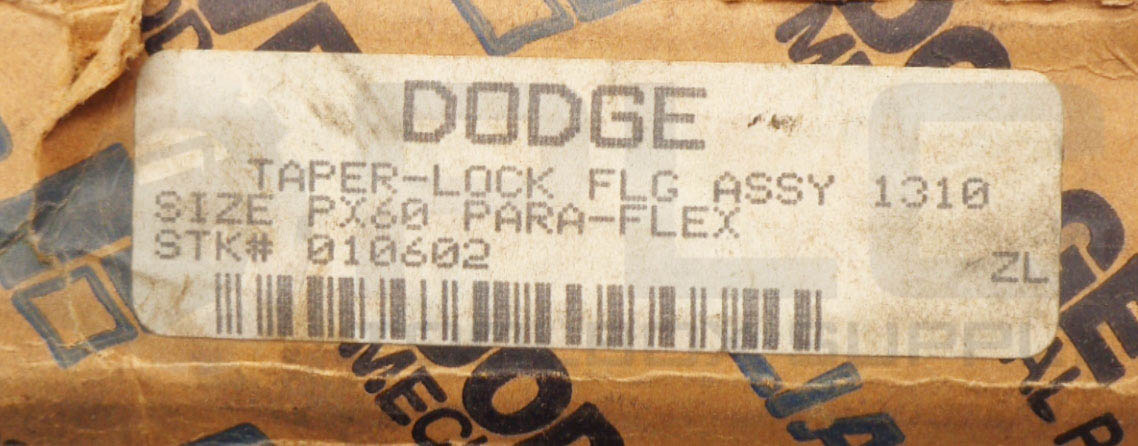 DODGE
TAPER-LOCK FLG ASSY 1310
SIZE PX60 PARA-FLEX
STK# 010602
ZL